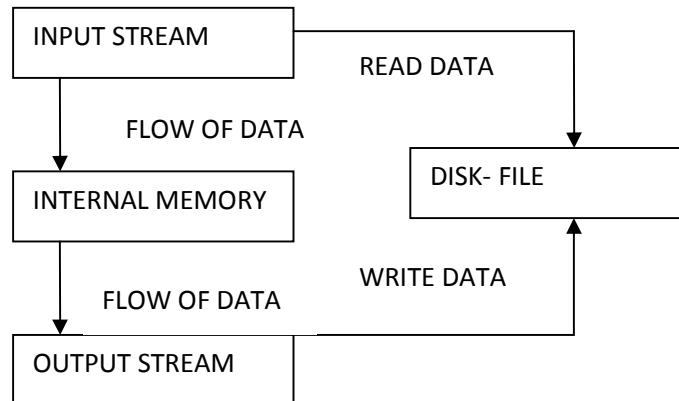 INPUT STREAM
READ DATA
FLOW OF DATA
DISK- FILE
INTERNAL MEMORY
WRITE DATA
FLOW OF DATA
OUTPUT STREAM